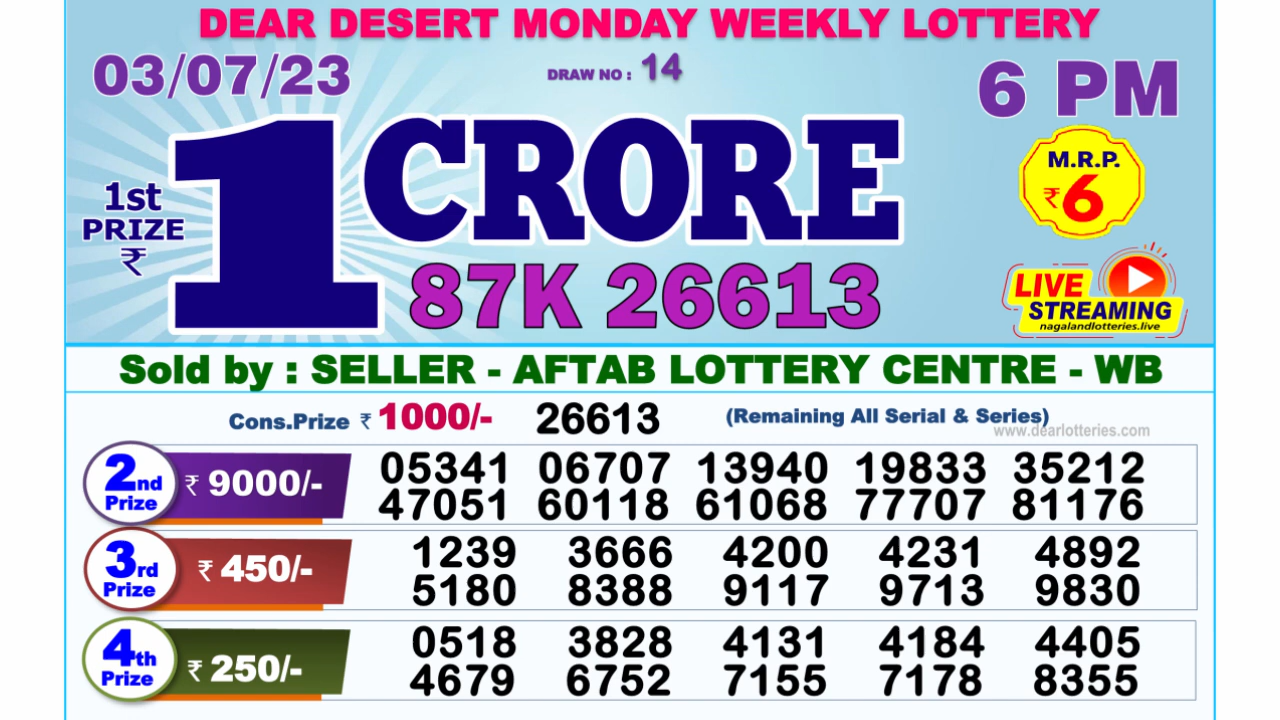 DEAR DESERT MONDAY WEEKLY LOTTERY
03/07/23
DRAW NO : 14
6 PM
1st
PRIZE
₹
1 CRORE
M.R.P.
₹6
87K 26613
LIVE
STREAMING
nagalandlotteries.live
Sold by : SELLER - AFTAB LOTTERY CENTRE - WB
Cons.Prize ₹ 1000/- 26613 (Remaining All Serial & Series)
www.dearlotteries.com
2nd Prize ₹ 9000/-
05341 06707 13940 19833 35212
47051 60118 61068 77707 81176
3rd Prize ₹ 450/-
1239 3666 4200 4231 4892
5180 8388 9117 9713 9830
4th Prize ₹ 250/-
0518 3828 4131 4184 4405
4679 6752 7155 7178 8355